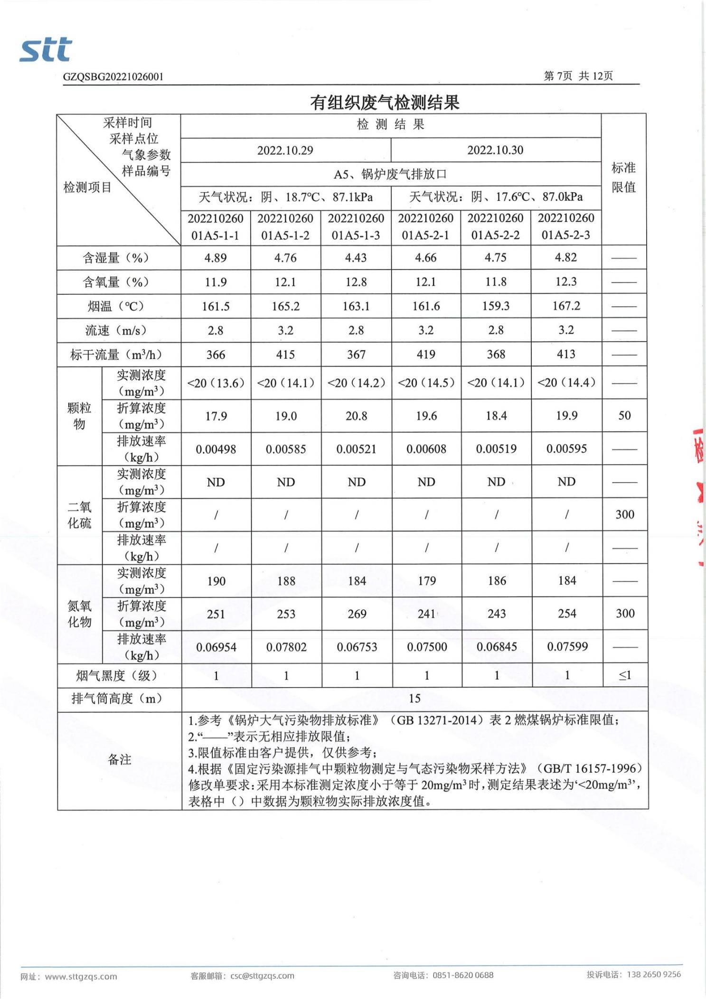 stt
GZQSBG20221026001 第 7页 共 12页
有组织废气检测结果
采样时间
采样点位
气象参数
样品编号
检测项目
检 测 结 果
标准
限值
2022.10.29 2022.10.30
A5、锅炉废气排放口
天气状况：阴、18.7℃、87.1kPa 天气状况：阴、17.6℃、87.0kPa
202210260 202210260 202210260 202210260 202210260 202210260
01A5-1-1 01A5-1-2 01A5-1-3 01A5-2-1 01A5-2-2 01A5-2-3
含湿量（%） 4.89 4.76 4.43 4.66 4.75 4.82 ——
含氧量（%） 11.9 12.1 12.8 12.1 11.8 12.3 ——
烟温（℃） 161.5 165.2 163.1 161.6 159.3 167.2 ——
流速（m/s） 2.8 3.2 2.8 3.2 2.8 3.2 ——
标干流量（m³/h） 366 415 367 419 368 413 ——
颗粒
物
实测浓度
（mg/m³） <20（13.6） <20（14.1） <20（14.2） <20（14.5） <20（14.1） <20（14.4） ——
折算浓度
（mg/m³） 17.9 19.0 20.8 19.6 18.4 19.9 50
排放速率
（kg/h） 0.00498 0.00585 0.00521 0.00608 0.00519 0.00595 ——
二氧
化硫
实测浓度
（mg/m³） ND ND ND ND ND ND ——
折算浓度
（mg/m³） / / / / / / 300
排放速率
（kg/h） / / / / / / ——
氮氧
化物
实测浓度
（mg/m³） 190 188 184 179 186 184 ——
折算浓度
（mg/m³） 251 253 269 241 243 254 300
排放速率
（kg/h） 0.06954 0.07802 0.06753 0.07500 0.06845 0.07599 ——
烟气黑度（级） 1 1 1 1 1 1 ≤1
排气筒高度（m） 15
备注
1.参考《锅炉大气污染物排放标准》（GB 13271-2014）表 2 燃煤锅炉标准限值；
2.“——”表示无相应排放限值；
3.限值标准由客户提供，仅供参考；
4.根据《固定污染源排气中颗粒物测定与气态污染物采样方法》（GB/T 16157-1996）
修改单要求：采用本标准测定浓度小于等于 20mg/m³时，测定结果表述为‘<20mg/m³’，
表格中（）中数据为颗粒物实际排放浓度值。
检
网址：www.sttgzqs.com 客服邮箱：csc@sttgzqs.com 咨询电话：0851-8620 0688 投诉电话：138 2650 9256